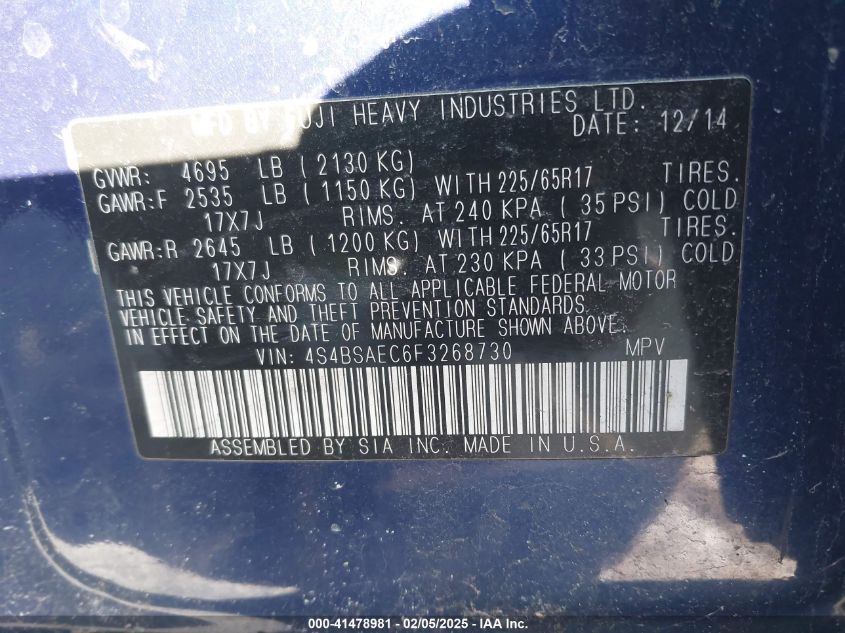 MFD BY FUJI HEAVY INDUSTRIES LTD.
DATE: 12/14
GVWR: 4695 LB (2130 KG)
GAWR:F 2535 LB (1150 KG) WITH 225/65R17 TIRES.
17X7J RIMS. AT 240 KPA (35 PSI) COLD
GAWR:R 2645 LB (1200 KG) WITH 225/65R17 TIRES.
17X7J RIMS. AT 230 KPA (33 PSI) COLD
THIS VEHICLE CONFORMS TO ALL APPLICABLE FEDERAL MOTOR
VEHICLE SAFETY AND THEFT PREVENTION STANDARDS
IN EFFECT ON THE DATE OF MANUFACTURE SHOWN ABOVE.
VIN: 4S4BSAEC6F3268730 MPV
ASSEMBLED BY SIA INC. MADE IN U.S.A.
000-41478981 - 02/05/2025 - IAA Inc.